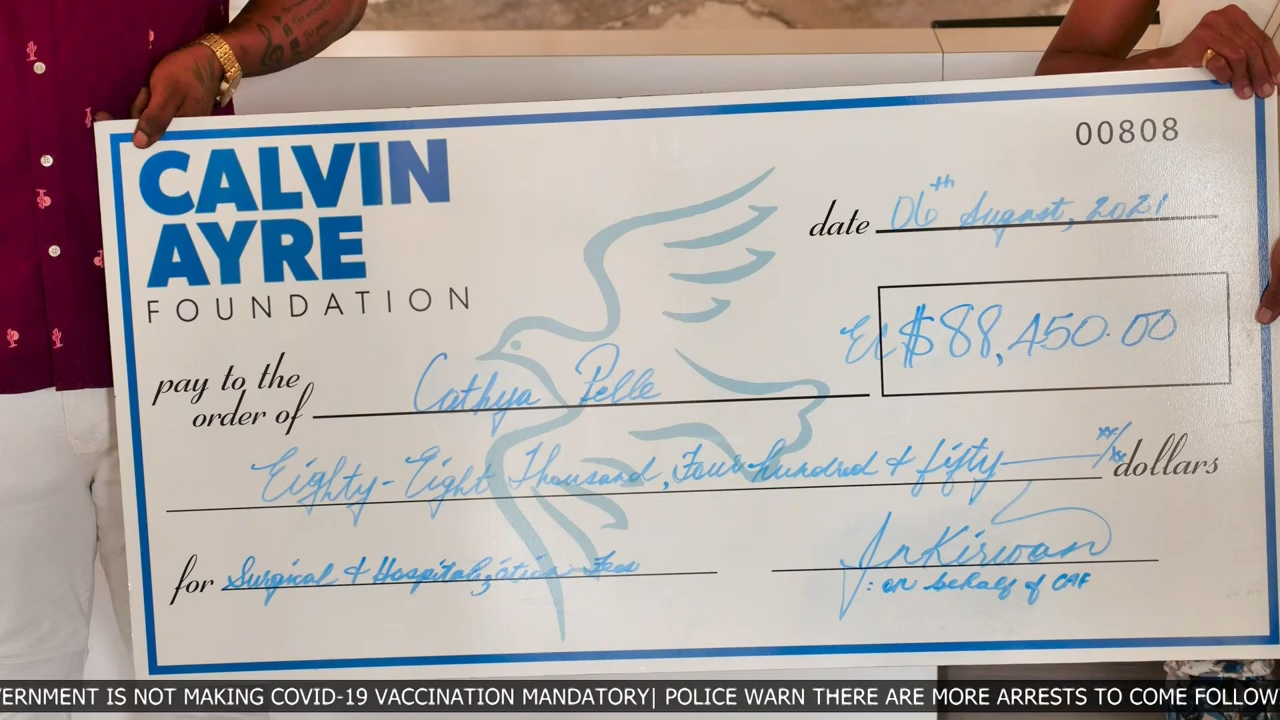 CALVIN
AYRE
FOUNDATION
00808
date 06th August, 2021
EC $88,450.00
pay to the
order of Cathya Pelle
Eighty-Eight Thousand, Four hundred & fifty xx/xx dollars
for Surgical & Hospitalization Fees
JnKirwan
: on behalf of CAF
VERNMENT IS NOT MAKING COVID-19 VACCINATION MANDATORY| POLICE WARN THERE ARE MORE ARRESTS TO COME FOLLOW